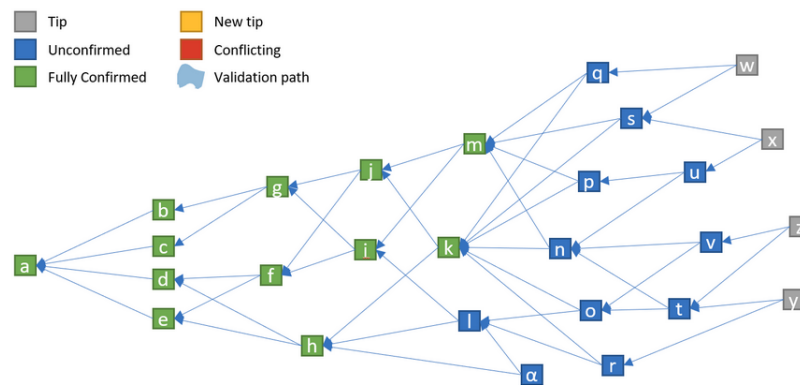 Tip
New tip
Unconfirmed
Conflicting
Fully Confirmed
Validation path
w
q
s
x
m
j
u
p
g
b
z
v
c
n
k
i
a
f
d
y
t
o
e
l
h
r
α